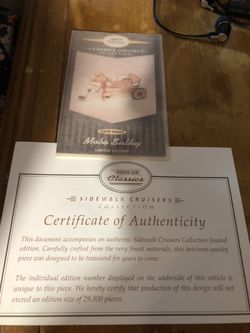 SIDEWALK CRUISERS
COLLECTION
Mobo Sulky
LIMITED EDITION
KIDDIE CAR
Classics
SIDEWALK CRUISERS
COLLECTION
Certificate of Authenticity
This document accompanies an authentic Sidewalk Cruisers Collection limited
edition. Carefully crafted from the very finest materials, this heirloom-quality
piece was designed to be treasured for years to come.
The individual edition number displayed on the underside of this vehicle is
unique to this piece. We hereby certify that production of this design will not
exceed an edition size of 29,500 pieces.